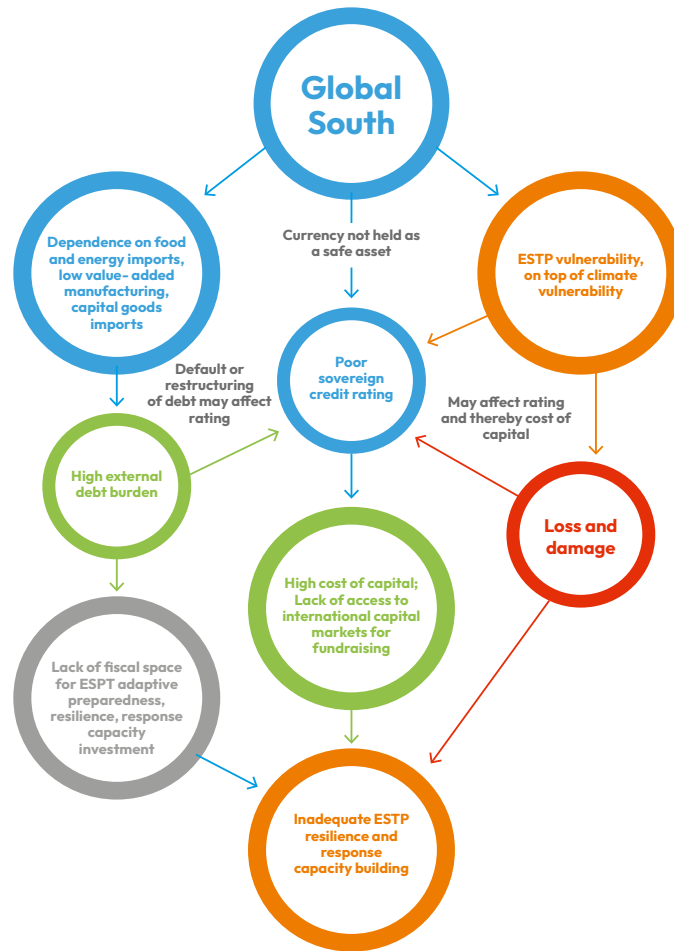 Global
South
Dependence on food
and energy imports,
low value- added
manufacturing,
capital goods
imports
Currency not held as
a safe asset
ESTP vulnerability,
on top of climate
vulnerability
Default or
restructuring
of debt may affect
rating
Poor
sovereign
credit rating
May affect rating
and thereby cost of
capital
High external
debt burden
Loss and
damage
High cost of capital;
Lack of access to
international capital
markets for
fundraising
Lack of fiscal space
for ESPT adaptive
preparedness,
resilience, response
capacity
investment
Inadequate ESTP
resilience and
response
capacity building